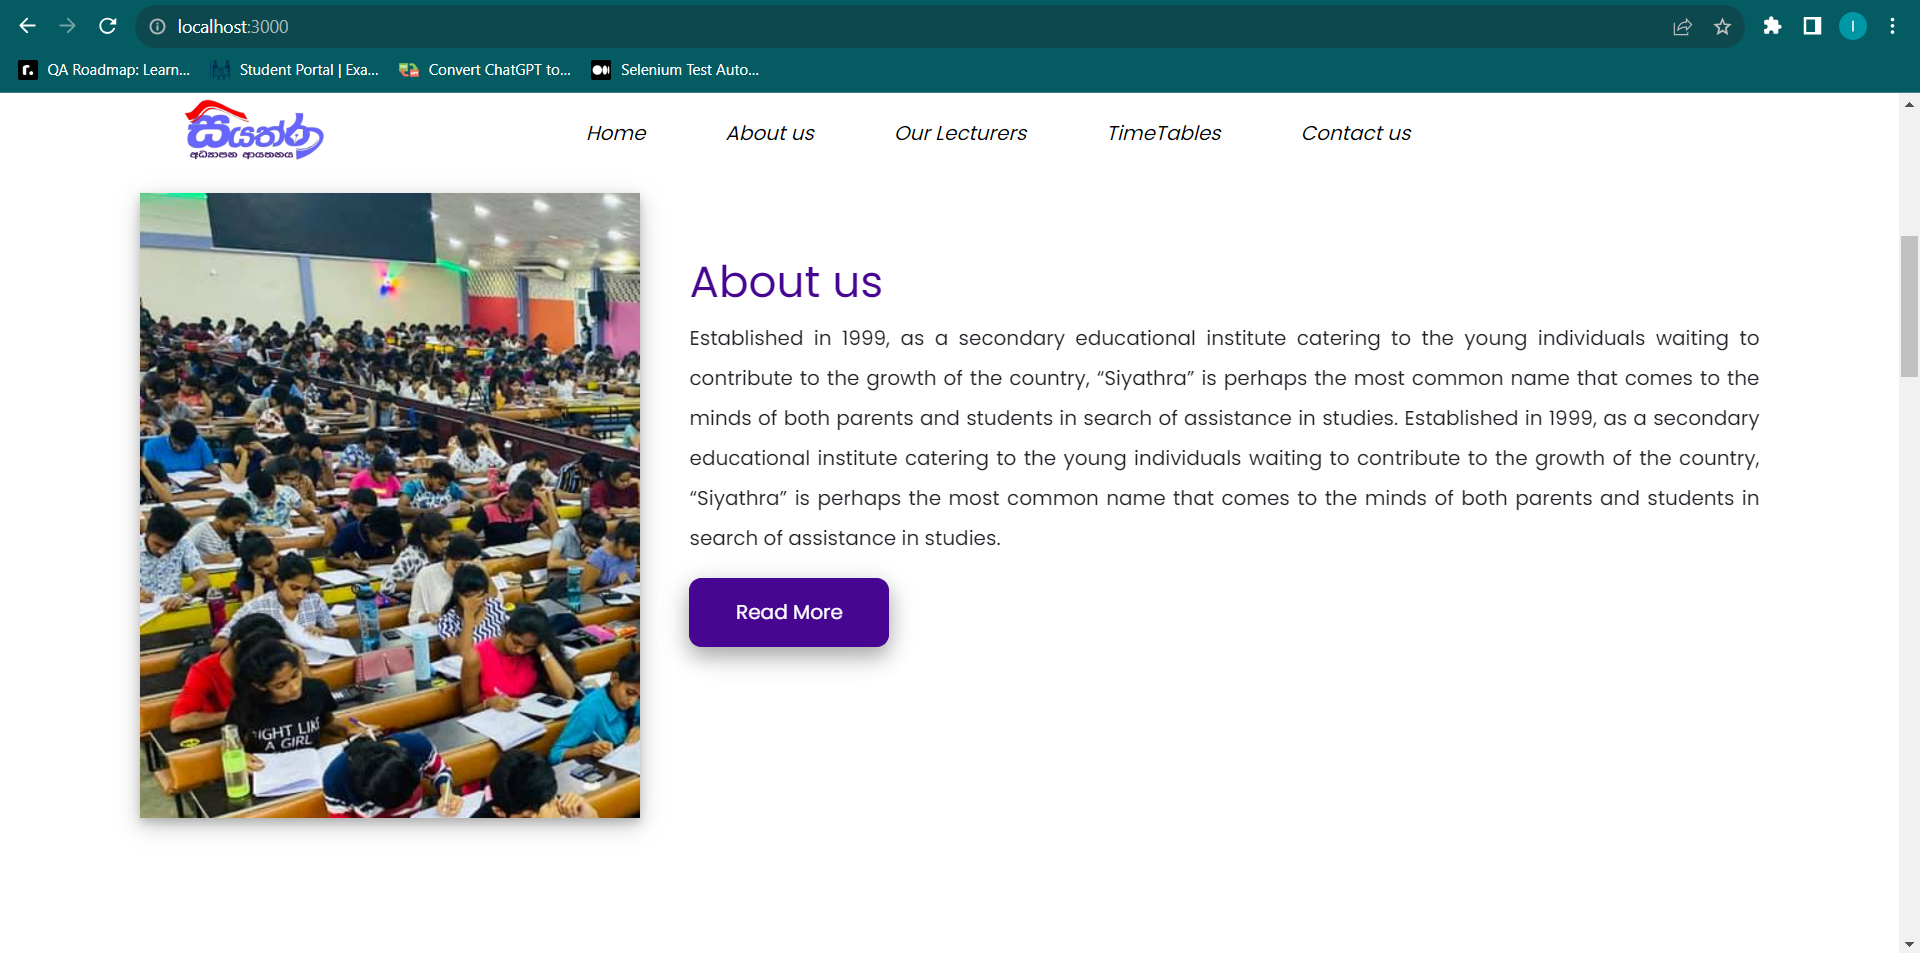 localhost:3000
QA Roadmap: Learn...
Student Portal | Exa...
Convert ChatGPT to...
Selenium Test Auto...
I
සියත්රා
අධ්‍යාපන ආයතනය
Home
About us
Our Lecturers
TimeTables
Contact us
About us
Established in 1999, as a secondary educational institute catering to the young individuals waiting to
contribute to the growth of the country, “Siyathra” is perhaps the most common name that comes to the
minds of both parents and students in search of assistance in studies. Established in 1999, as a secondary
educational institute catering to the young individuals waiting to contribute to the growth of the country,
“Siyathra” is perhaps the most common name that comes to the minds of both parents and students in
search of assistance in studies.
Read More
IGHT LIK
A GIRL